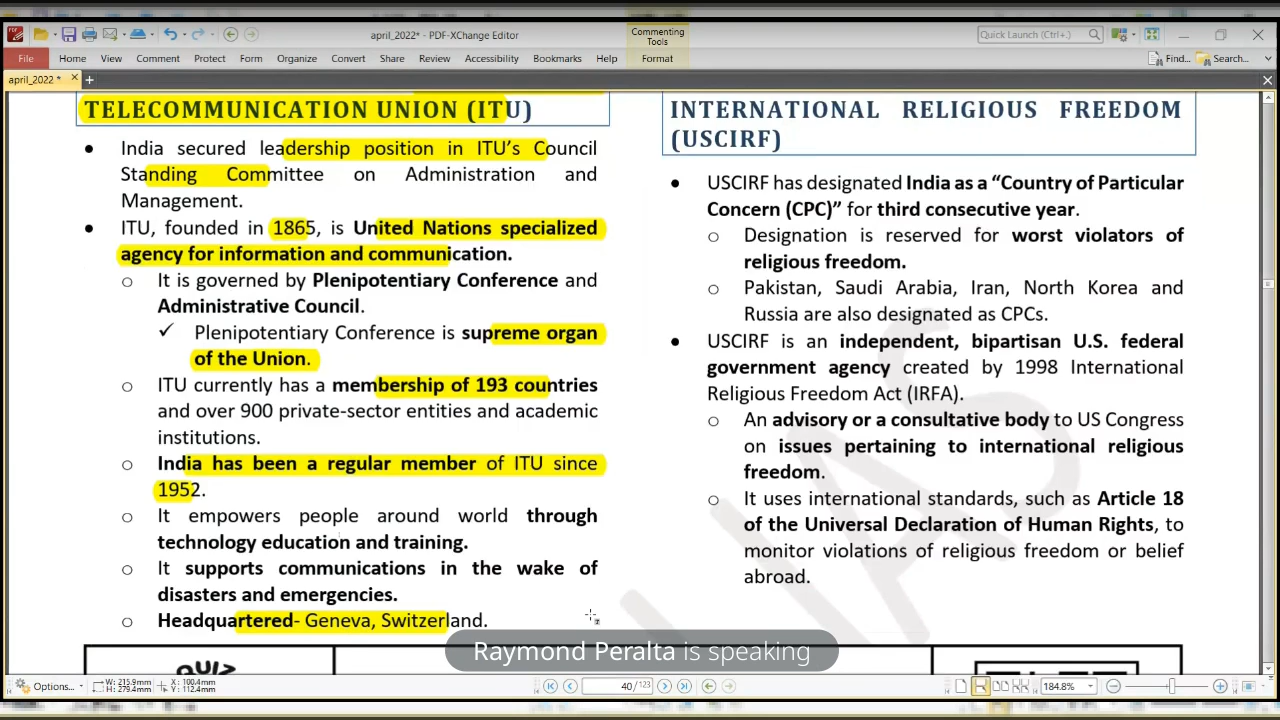 april_2022* - PDF-XChange Editor
Commenting Tools
Quick Launch (Ctrl+.)
File Home View Comment Protect Form Organize Convert Share Review Accessibility Bookmarks Help Format Find... Search...
april_2022 *
TELECOMMUNICATION UNION (ITU)
• India secured leadership position in ITU's Council
Standing Committee on Administration and
Management.
• ITU, founded in 1865, is United Nations specialized
agency for information and communication.
o It is governed by Plenipotentiary Conference and
Administrative Council.
✓ Plenipotentiary Conference is supreme organ
of the Union.
o ITU currently has a membership of 193 countries
and over 900 private-sector entities and academic
institutions.
o India has been a regular member of ITU since
1952.
o It empowers people around world through
technology education and training.
o It supports communications in the wake of
disasters and emergencies.
o Headquartered- Geneva, Switzerland.
INTERNATIONAL RELIGIOUS FREEDOM
(USCIRF)
• USCIRF has designated India as a “Country of Particular
Concern (CPC)” for third consecutive year.
o Designation is reserved for worst violators of
religious freedom.
o Pakistan, Saudi Arabia, Iran, North Korea and
Russia are also designated as CPCs.
• USCIRF is an independent, bipartisan U.S. federal
government agency created by 1998 International
Religious Freedom Act (IRFA).
o An advisory or a consultative body to US Congress
on issues pertaining to international religious
freedom.
o It uses international standards, such as Article 18
of the Universal Declaration of Human Rights, to
monitor violations of religious freedom or belief
abroad.
IAS
QUIZ
Raymond Peralta is speaking
Options...
W: 215.9mm
H: 279.4mm
X: 100.4mm
Y: 112.4mm
40 / 123
184.8%